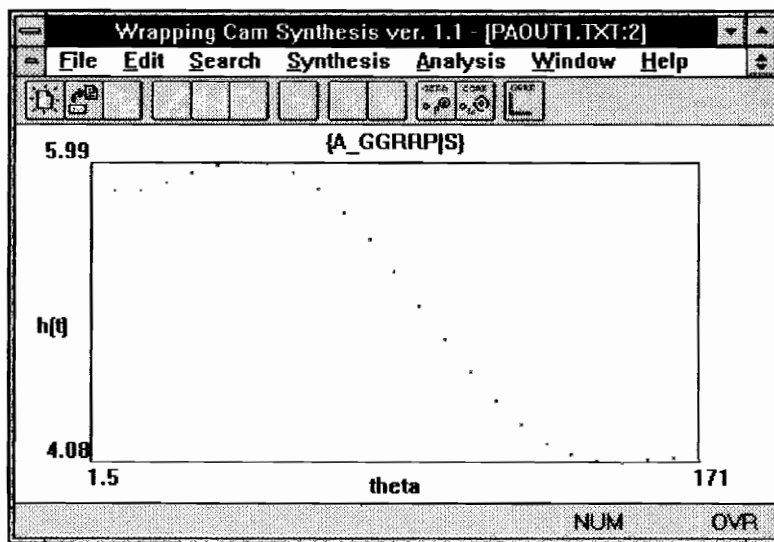 Wrapping Cam Synthesis ver. 1.1 - [PAOUT1.TXT:2]
File Edit Search Synthesis Analysis Window Help
{A_GGRRP|S}
5.99
h(t)
4.08
1.5
theta
171
NUM OVR